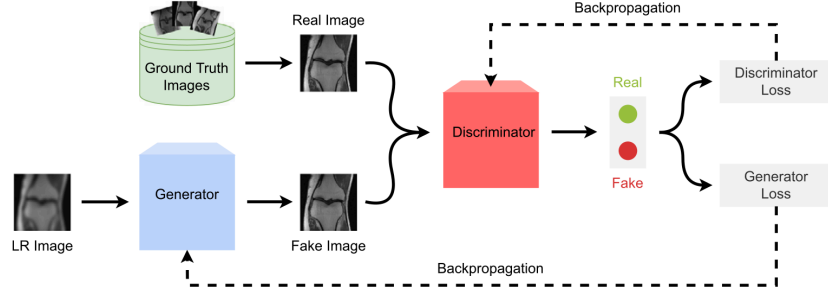 Backpropagation
Real Image
Ground Truth
Images
Discriminator
Real
Fake
Discriminator
Loss
Generator
Loss
Generator
LR Image
Fake Image
Backpropagation